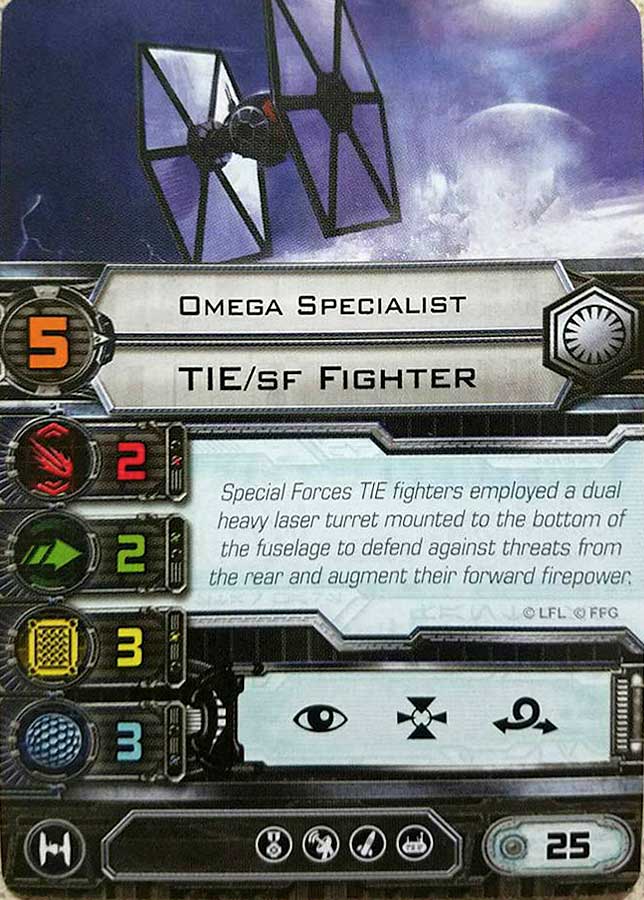 Omega Specialist
5
TIE/sf Fighter
2
Special Forces TIE fighters employed a dual
heavy laser turret mounted to the bottom of
the fuselage to defend against threats from
the rear and augment their forward firepower.
© LFL © FFG
2
3
3
25